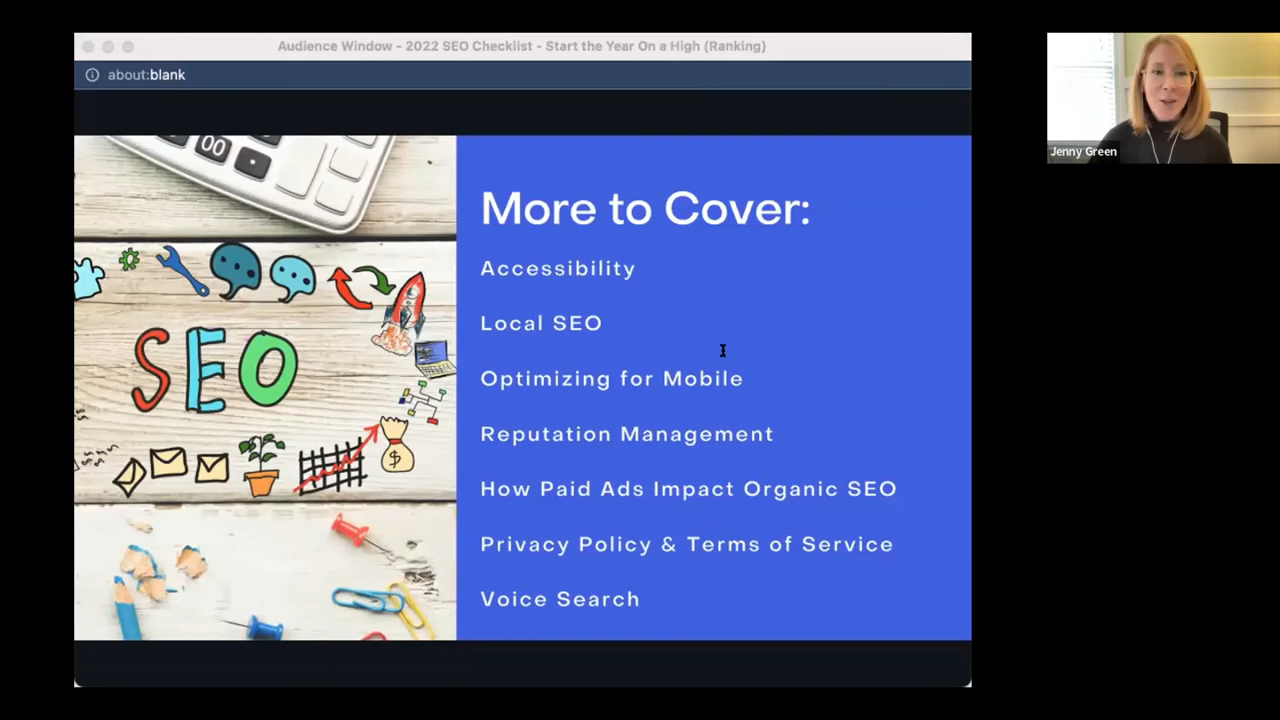 Audience Window - 2022 SEO Checklist - Start the Year On a High (Ranking)
about:blank
Jenny Green
00
SEO
$
More to Cover:
Accessibility
Local SEO
Optimizing for Mobile
Reputation Management
How Paid Ads Impact Organic SEO
Privacy Policy & Terms of Service
Voice Search